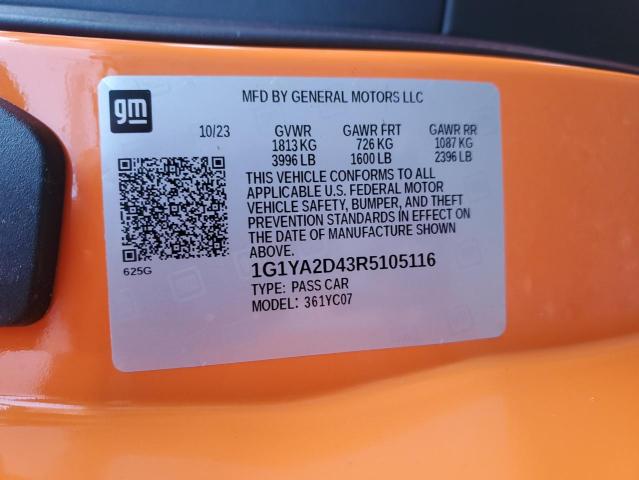 gm
MFD BY GENERAL MOTORS LLC
10/23 GVWR GAWR FRT GAWR RR
1813 KG 726 KG 1087 KG
3996 LB 1600 LB 2396 LB
THIS VEHICLE CONFORMS TO ALL
APPLICABLE U.S. FEDERAL MOTOR
VEHICLE SAFETY, BUMPER, AND THEFT
PREVENTION STANDARDS IN EFFECT ON
THE DATE OF MANUFACTURE SHOWN
ABOVE.
625G
1G1YA2D43R5105116
TYPE: PASS CAR
MODEL: 361YC07